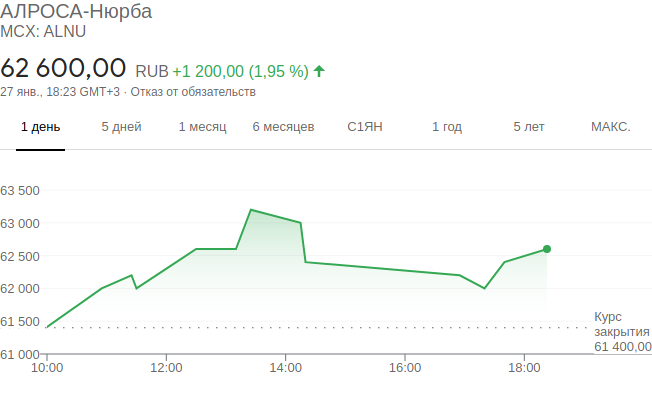 АЛРОСА-Нюрба
MCX: ALNU
62 600,00 RUB +1 200,00 (1,95 %)
27 янв., 18:23 GMT+3 · Отказ от обязательств
1 день 5 дней 1 месяц 6 месяцев С1ЯН 1 год 5 лет МАКС.
63 500
63 000
62 500
62 000
61 500
Курс
закрытия
61 400,00
61 000
10:00 12:00 14:00 16:00 18:00